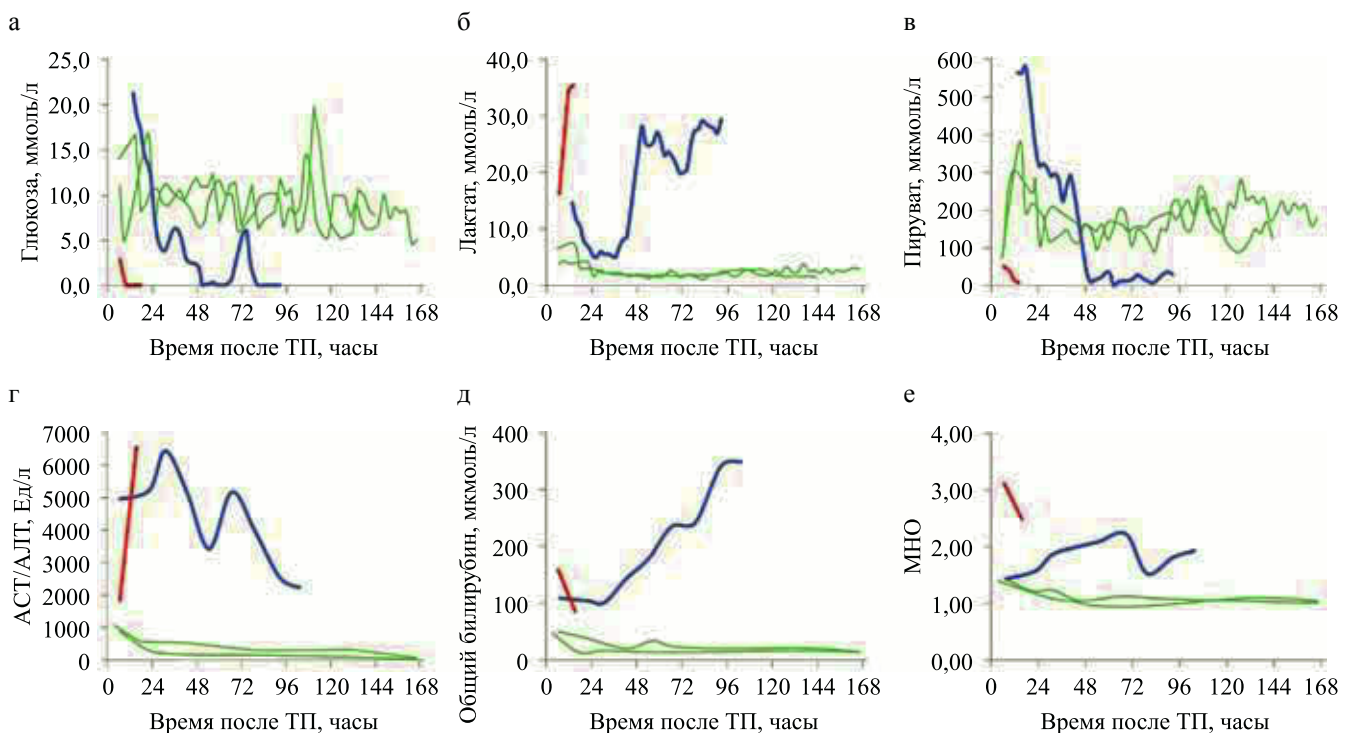 а
Глюкоза, ммоль/л
25,0
20,0
15,0
10,0
5,0
0,0
0 24 48 72 96 120 144 168
Время после ТП, часы
б
Лактат, ммоль/л
40,0
30,0
20,0
10,0
0,0
0 24 48 72 96 120 144 168
Время после ТП, часы
в
Пируват, мкмоль/л
600
500
400
300
200
100
0
0 24 48 72 96 120 144 168
Время после ТП, часы
г
АСТ/АЛТ, Ед/л
7000
6000
5000
4000
3000
2000
1000
0
0 24 48 72 96 120 144 168
Время после ТП, часы
д
Общий билирубин, мкмоль/л
400
300
200
100
0
0 24 48 72 96 120 144 168
Время после ТП, часы
е
МНО
4,00
3,00
2,00
1,00
0,00
0 24 48 72 96 120 144 168
Время после ТП, часы